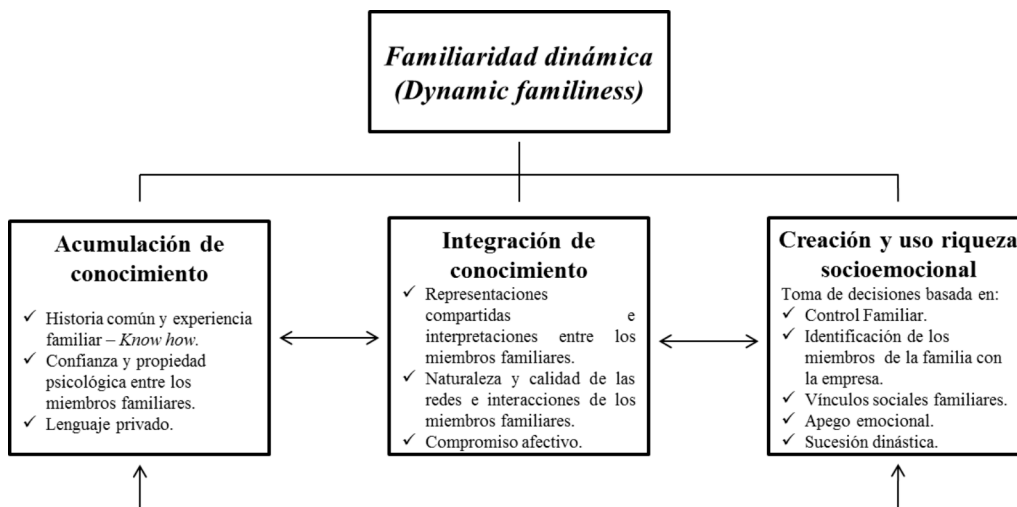 Familiaridad dinámica
(Dynamic familiness)
Acumulación de
conocimiento
✓ Historia común y experiencia
familiar – Know how.
✓ Confianza y propiedad
psicológica entre los
miembros familiares.
✓ Lenguaje privado.
Integración de
conocimiento
✓ Representaciones
compartidas e
interpretaciones entre los
miembros familiares.
✓ Naturaleza y calidad de las
redes e interacciones de los
miembros familiares.
✓ Compromiso afectivo.
Creación y uso riqueza
socioemocional
Toma de decisiones basada en:
✓ Control Familiar.
✓ Identificación de los
miembros de la familia con
la empresa.
✓ Vínculos sociales familiares.
✓ Apego emocional.
✓ Sucesión dinástica.